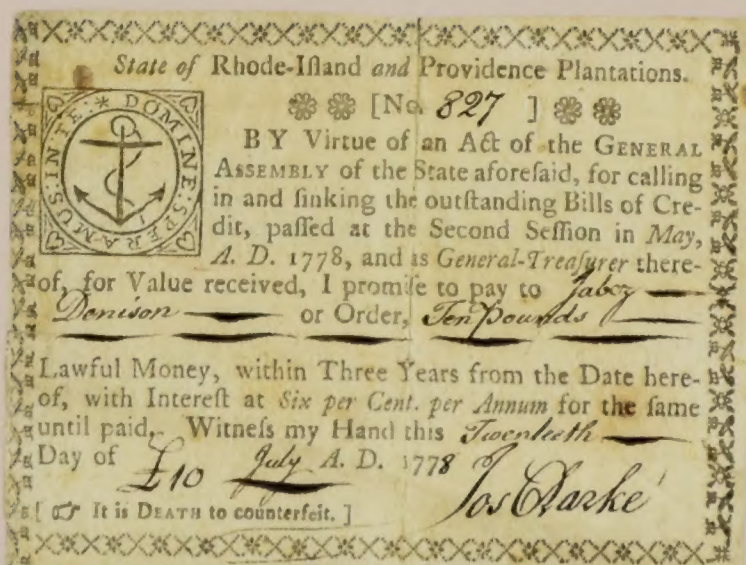 State of Rhode-Iſland and Providence Plantations.
[No. 827 ]
IN:TE:*DOMINE:SPERAMUS:
BY Virtue of an Act of the GENERAL
ASSEMBLY of the State aforeſaid, for calling
in and ſinking the outſtanding Bills of Cre-
dit, paſſed at the Second Seſſion in May,
A. D. 1778, and as General-Treaſurer there-
of, for Value received, I promiſe to pay to Jabez
Denison or Order, Ten Pounds
Lawful Money, within Three Years from the Date here-
of, with Intereſt at Six per Cent. per Annum for the ſame
until paid. Witneſs my Hand this Twentieth
Day of July A. D. 1778
£10 Jos Clarke
[ ☞ It is DEATH to counterfeit. ]